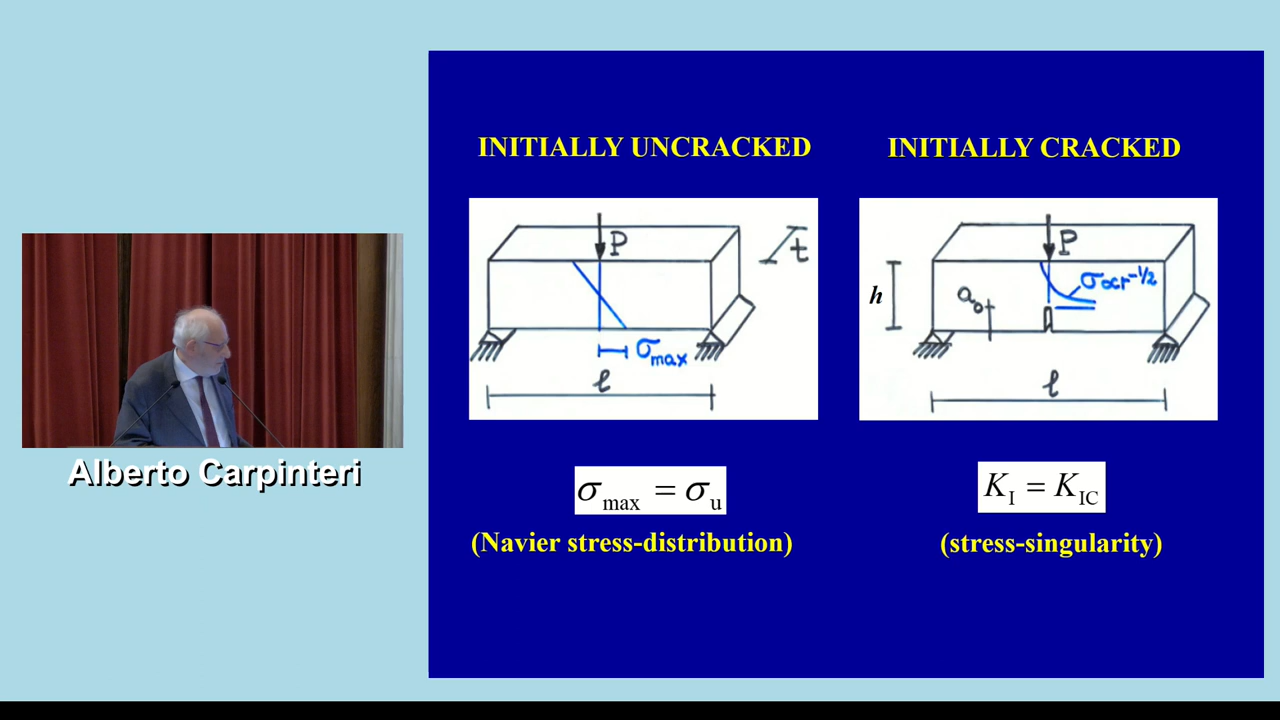 INITIALLY UNCRACKED
P
t
σmax
ℓ
σmax = σu
(Navier stress-distribution)
INITIALLY CRACKED
P
h
a₀
σ∝r⁻¹/²
ℓ
KI = KIC
(stress-singularity)
Alberto Carpinteri